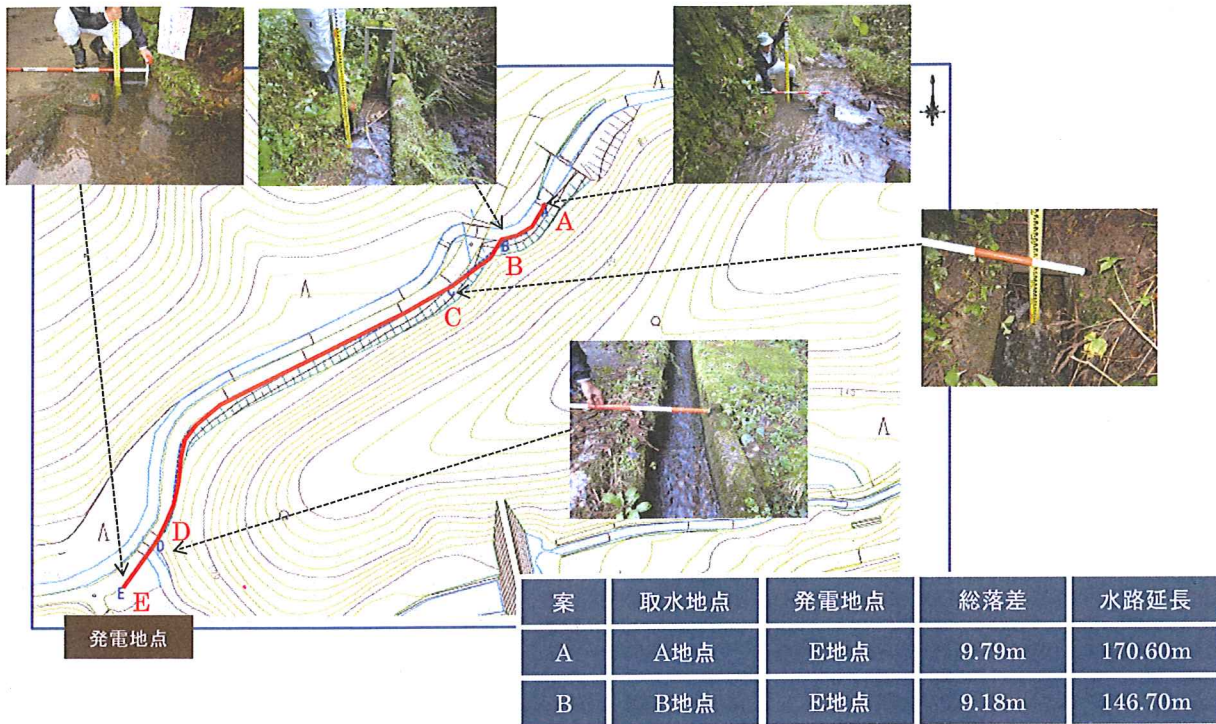 A
B
C
D
E
A
B
D
E
発電地点
案 取水地点 発電地点 総落差 水路延長
A A地点 E地点 9.79m 170.60m
B B地点 E地点 9.18m 146.70m